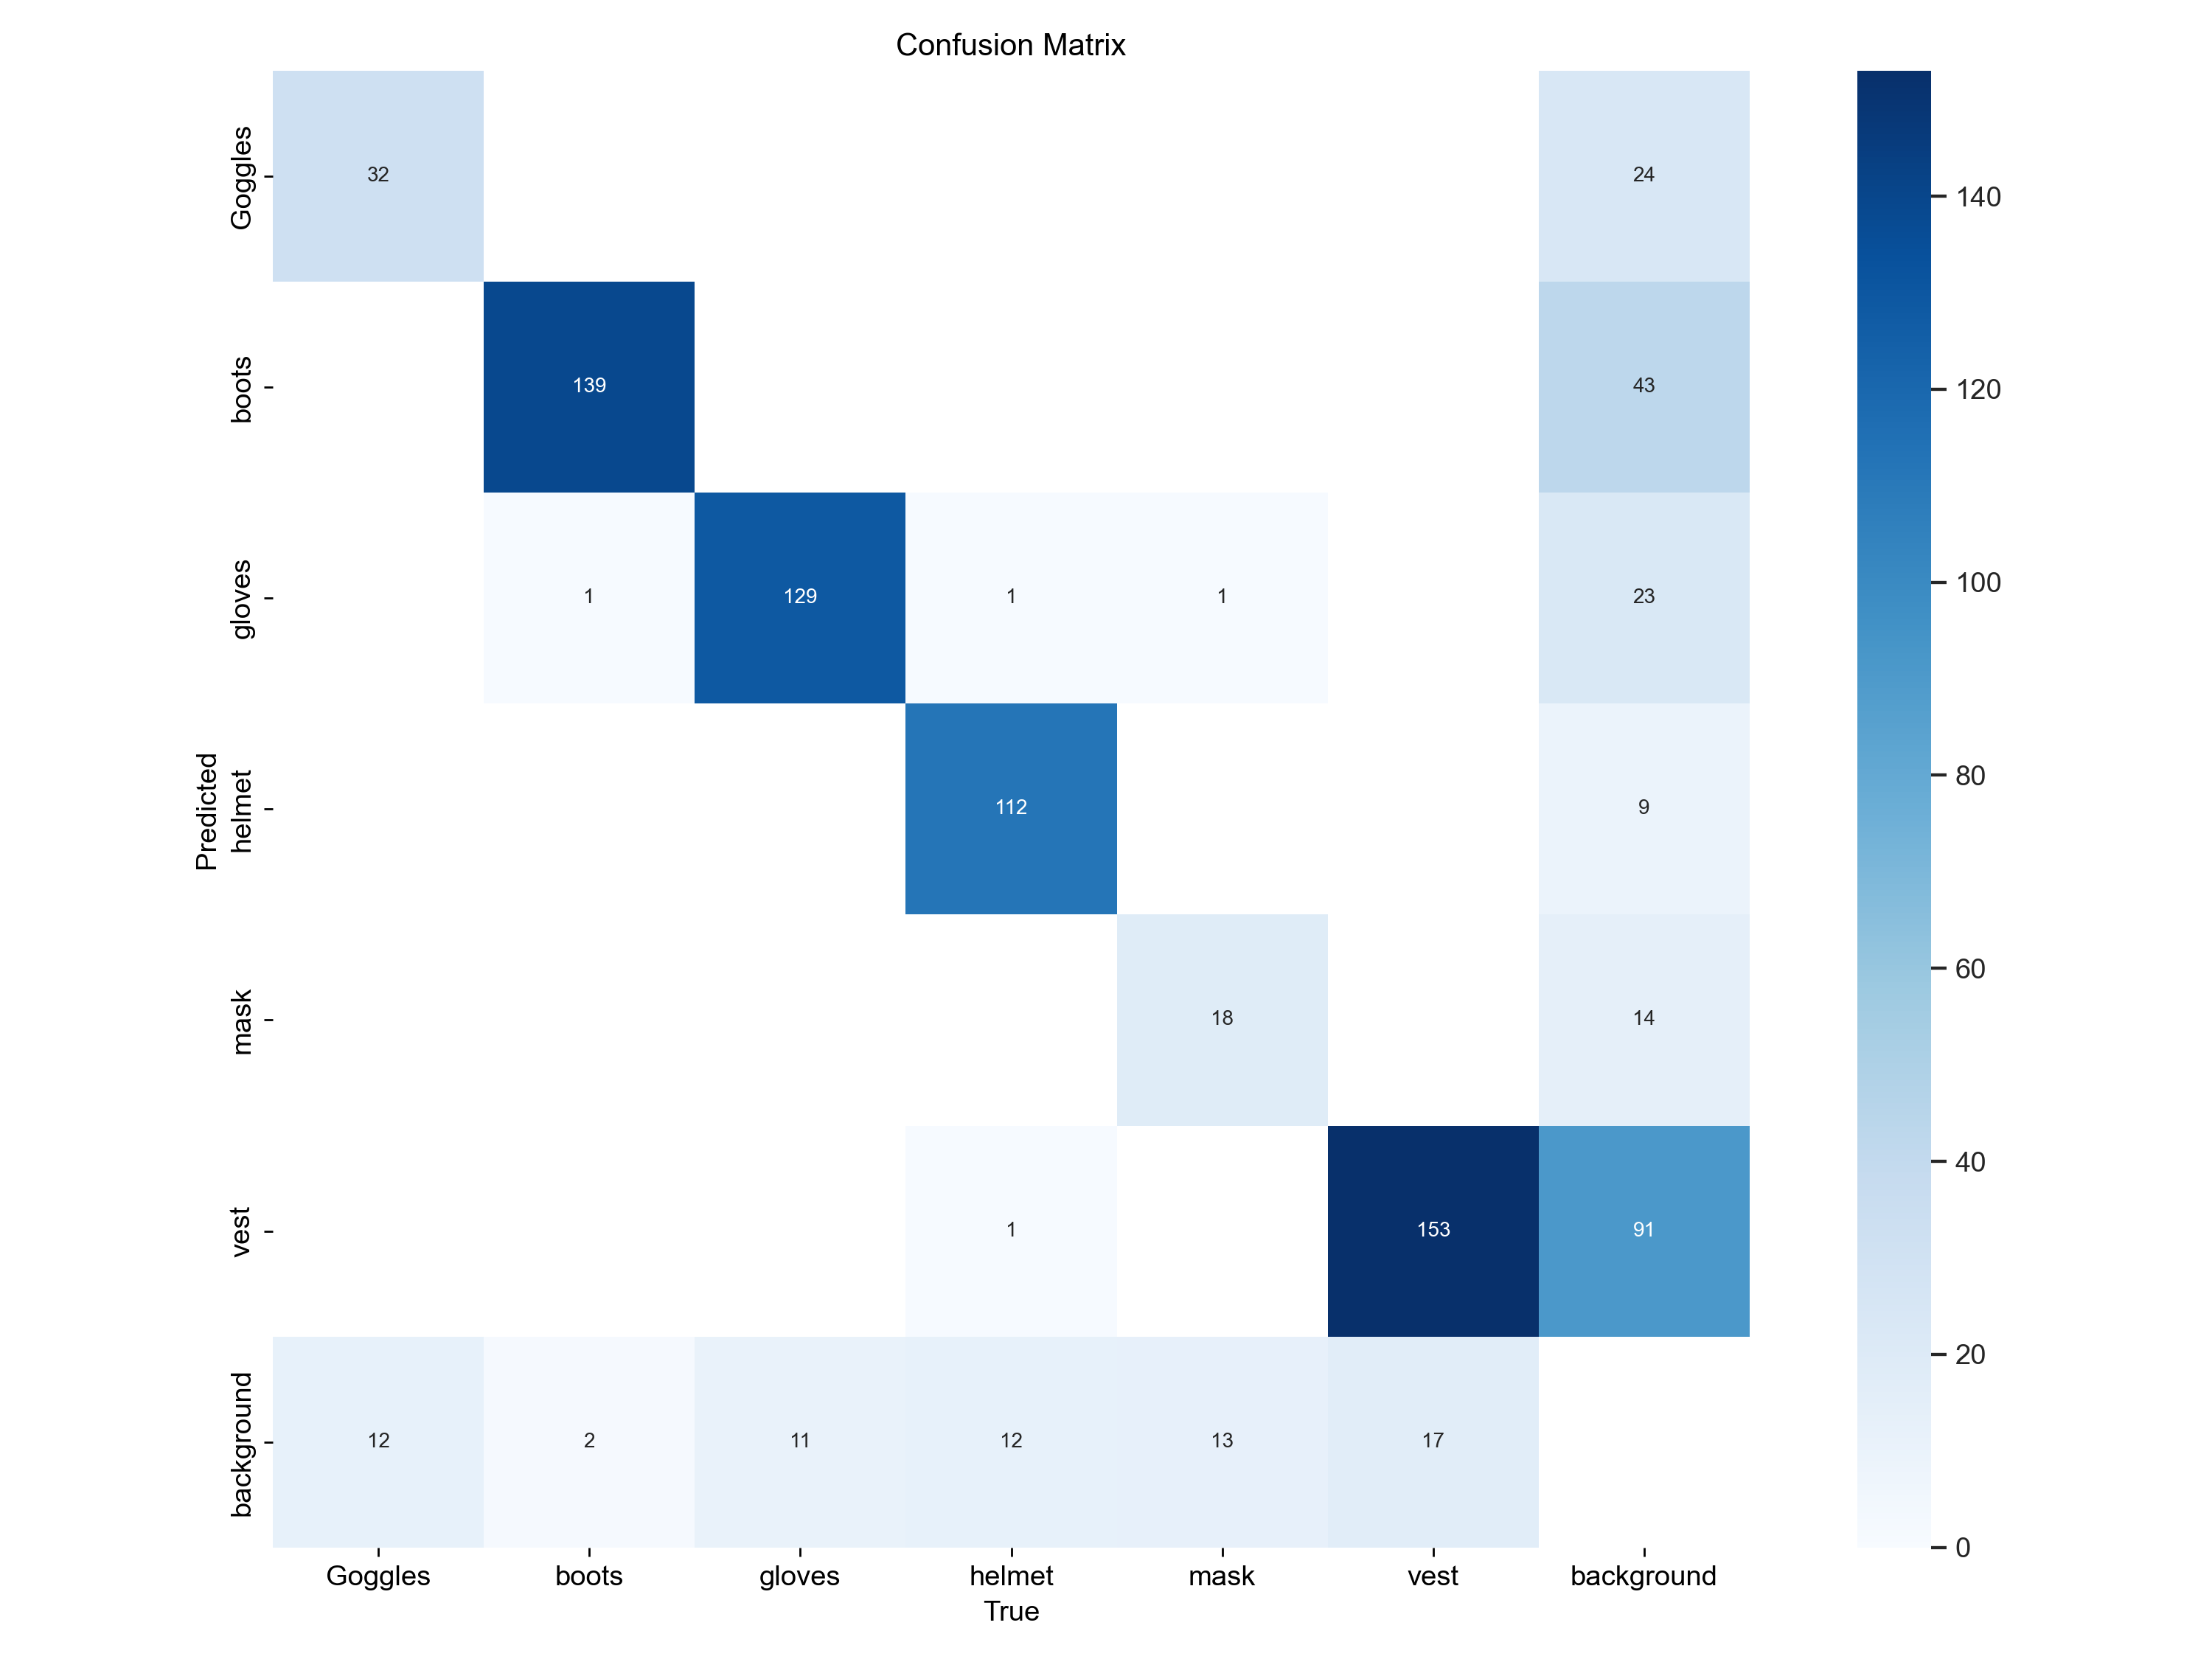 Confusion Matrix
Goggles
32
24
140
boots
139
43
120
gloves
1
129
1
1
23
100
Predicted
helmet
112
9
80
mask
18
14
60
vest
1
153
91
40
background
12
2
11
12
13
17
20
0
Goggles
boots
gloves
helmet
mask
vest
background
True